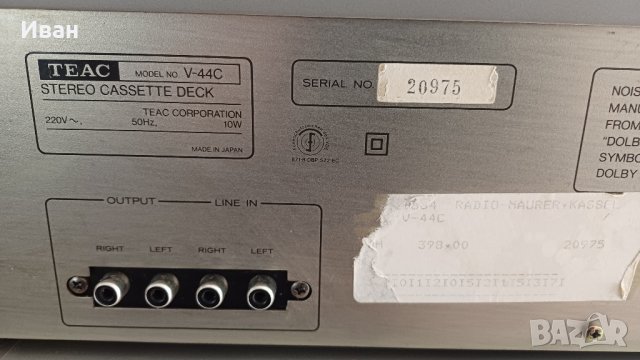 Иван
TEAC MODEL NO. V-44C
STEREO CASSETTE DECK
TEAC CORPORATION
220V~, 50Hz, 10W
MADE IN JAPAN
SERIAL NO. 20975
NOIS
MANU
FROM
"DOLB
SYMBO
DOLBY
OUTPUT LINE IN
RIGHT LEFT RIGHT LEFT
RADIO-MAURER, KASSEL
V-44C
398.00 20975
BAZAR.bg